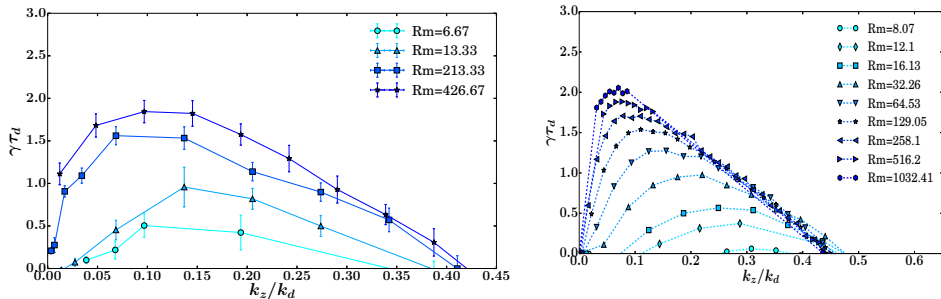 3.0
2.5
2.0
1.5
1.0
0.5
0.0
0.00 0.05 0.10 0.15 0.20 0.25 0.30 0.35 0.40 0.45
γτ_d
k_z/k_d
Rm=6.67
Rm=13.33
Rm=213.33
Rm=426.67
3.0
2.5
2.0
1.5
1.0
0.5
0.0
0.0 0.1 0.2 0.3 0.4 0.5 0.6
γτ_d
k_z/k_d
Rm=8.07
Rm=12.1
Rm=16.13
Rm=32.26
Rm=64.53
Rm=129.05
Rm=258.1
Rm=516.2
Rm=1032.41